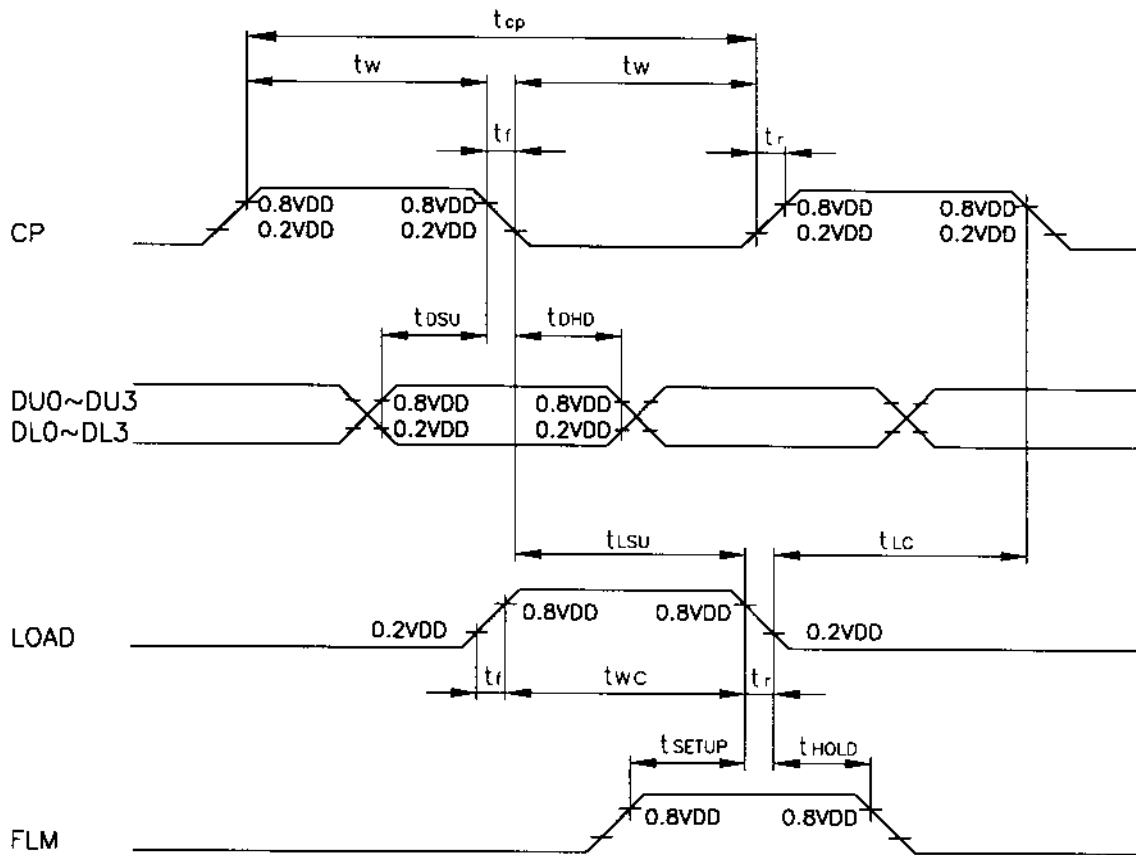 tcp
tw tw
tf tr
0.8VDD 0.8VDD 0.8VDD 0.8VDD
CP 0.2VDD 0.2VDD 0.2VDD 0.2VDD
tDSU tDHD
DU0~DU3 0.8VDD 0.8VDD
DL0~DL3 0.2VDD 0.2VDD
tLSU tLC
0.8VDD 0.8VDD
LOAD 0.2VDD 0.2VDD
tf twc tr
tSETUP tHOLD
0.8VDD 0.8VDD
FLM